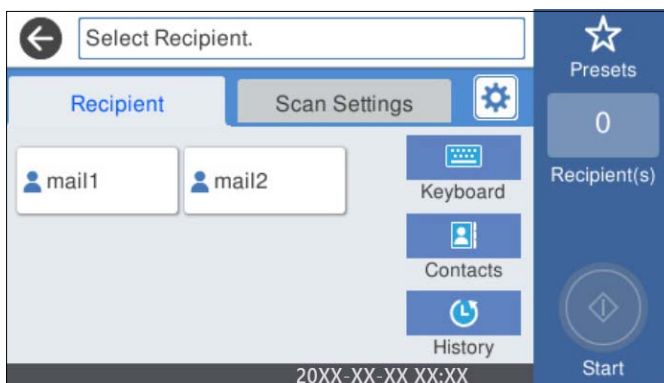 Select Recipient.
Presets
Recipient
Scan Settings
0
Recipient(s)
mail1
mail2
Keyboard
Contacts
History
Start
20XX-XX-XX XX:XX